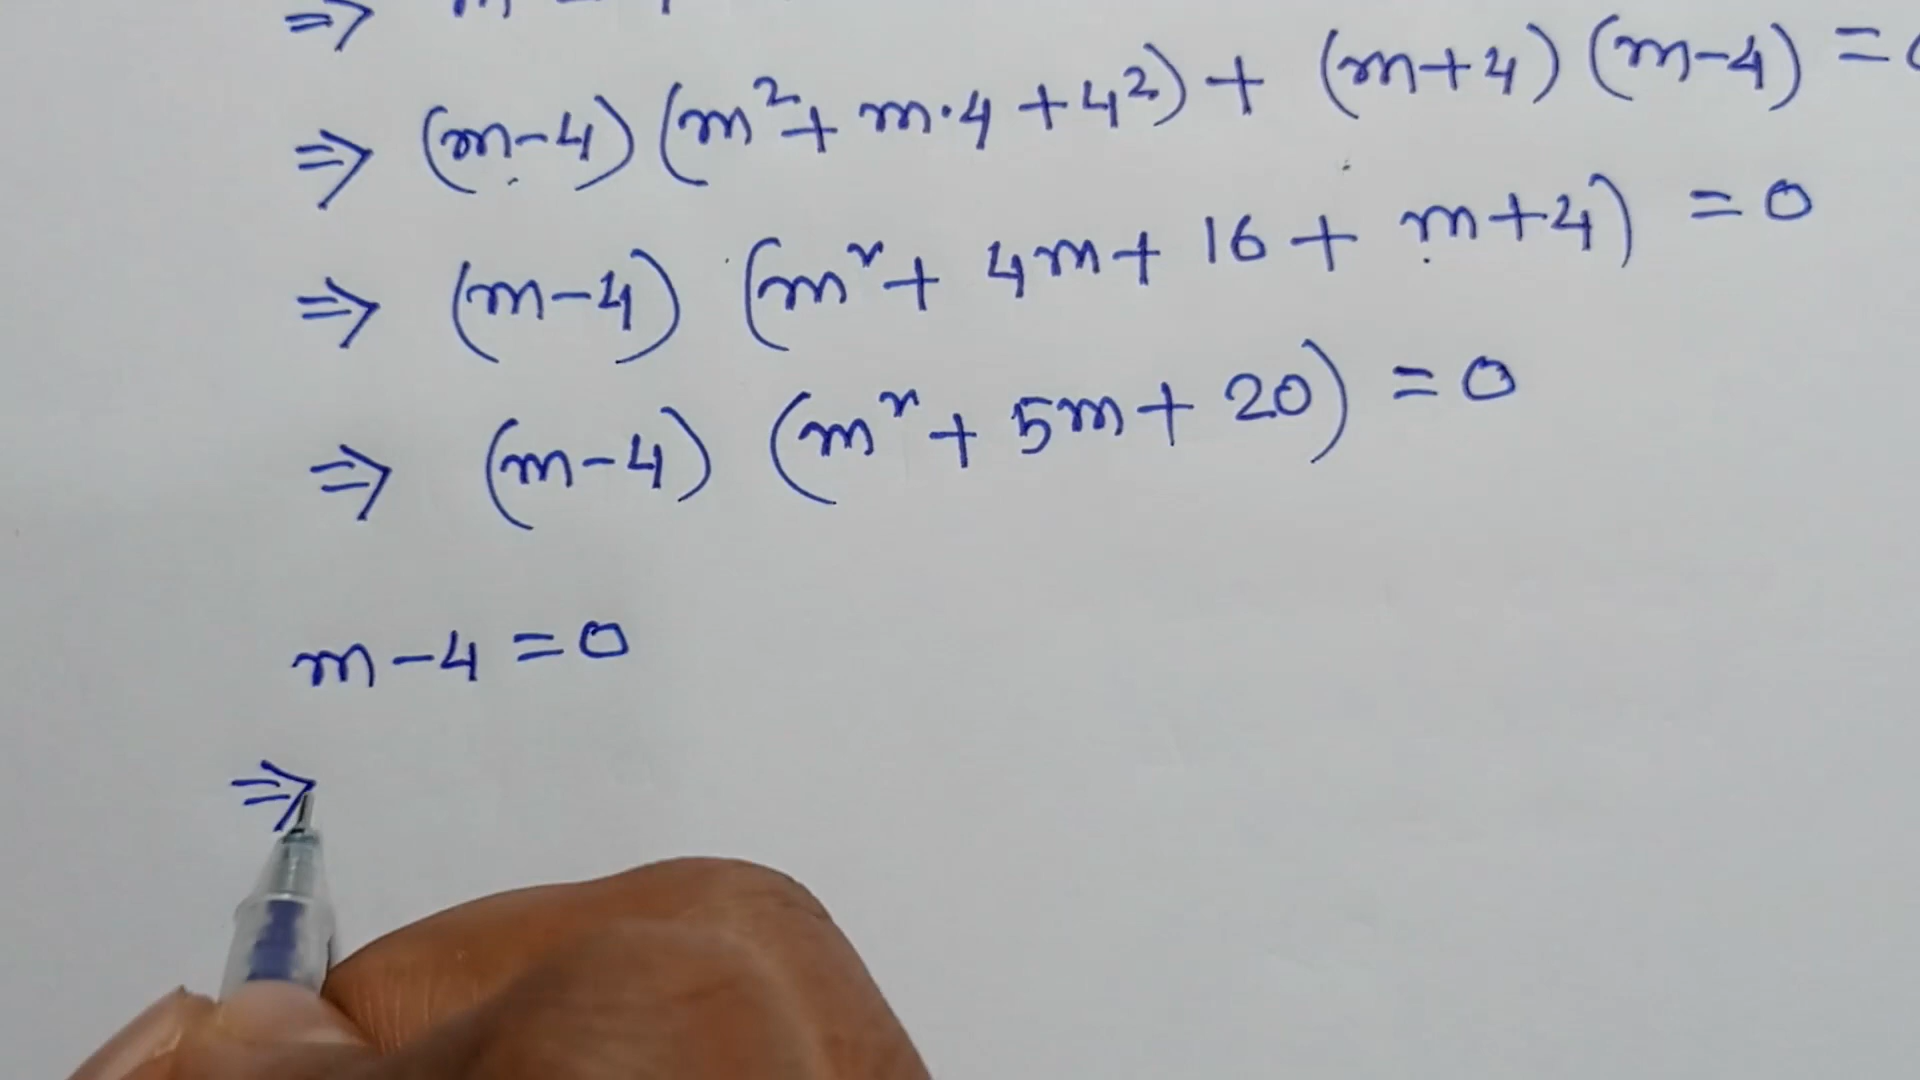 ⇒ (m-4) (m²+ m·4 +4²) + (m+4) (m-4) =
⇒ (m-4) (m² + 4m + 16 + m+4) = 0
⇒ (m-4) (m² + 5m + 20) = 0
m-4 = 0
⇒